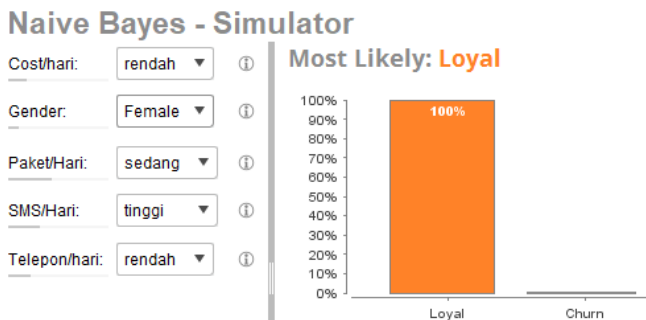 Naive Bayes - Simulator
Cost/hari: rendah
Gender: Female
Paket/Hari: sedang
SMS/Hari: tinggi
Telepon/hari: rendah
Most Likely: Loyal
100%
90%
80%
70%
60%
50%
40%
30%
20%
10%
0%
100%
Loyal Churn